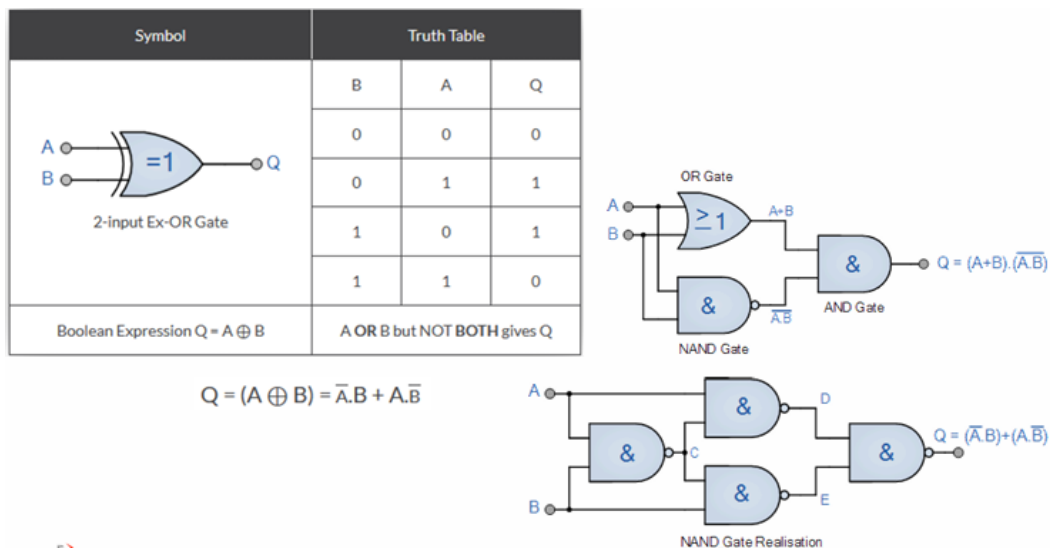 Symbol Truth Table
B A Q
0 0 0
0 1 1
1 0 1
1 1 0
A
B
=1
Q
2-input Ex-OR Gate
Boolean Expression Q = A ⊕ B
A OR B but NOT BOTH gives Q
Q = (A ⊕ B) = A̅.B + A.B̅
OR Gate
A
B
≥1
A+B
&
A̅.̅B̅
NAND Gate
&
AND Gate
Q = (A+B).(A̅.̅B̅)
A
B
&
C
&
D
&
E
&
Q = (A̅.B)+(A.B̅)
NAND Gate Realisation